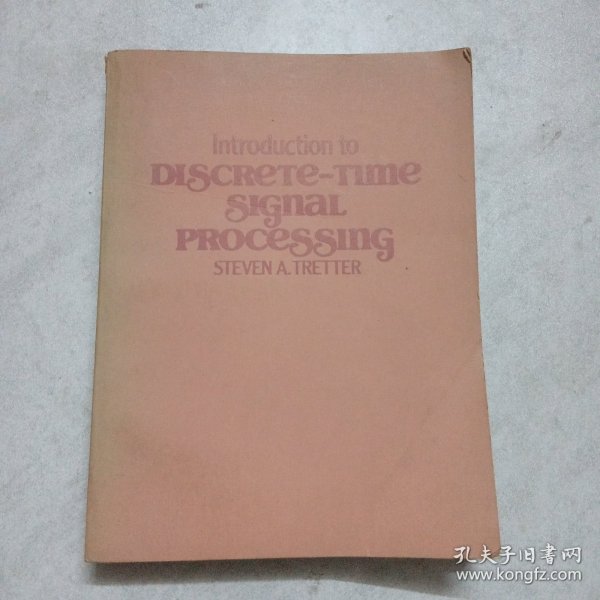 Introduction to
DISCRETE-TIME
SIGNAL
PROCESSING
STEVEN A. TRETTER
孔夫子旧书网
www.kongfz.com